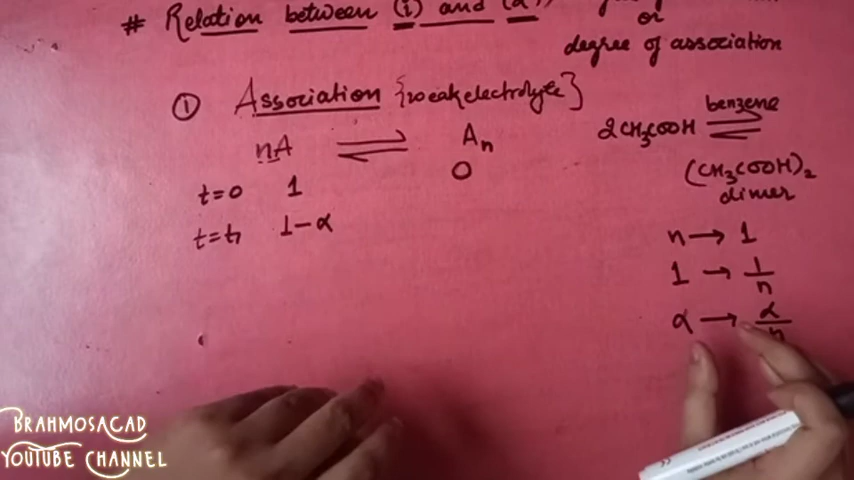 # Relation between (i) and (α)
or
degree of association
① Association {weak electrolyte}
nA ⇌ Aₙ
2CH₃COOH ⇌ benzene
(CH₃COOH)₂
dimer
t=0 1 0
t=t₁ 1-α
n → 1
1 → 1/n
α → α/n
BRAHMOSACAD
YOUTUBE CHANNEL